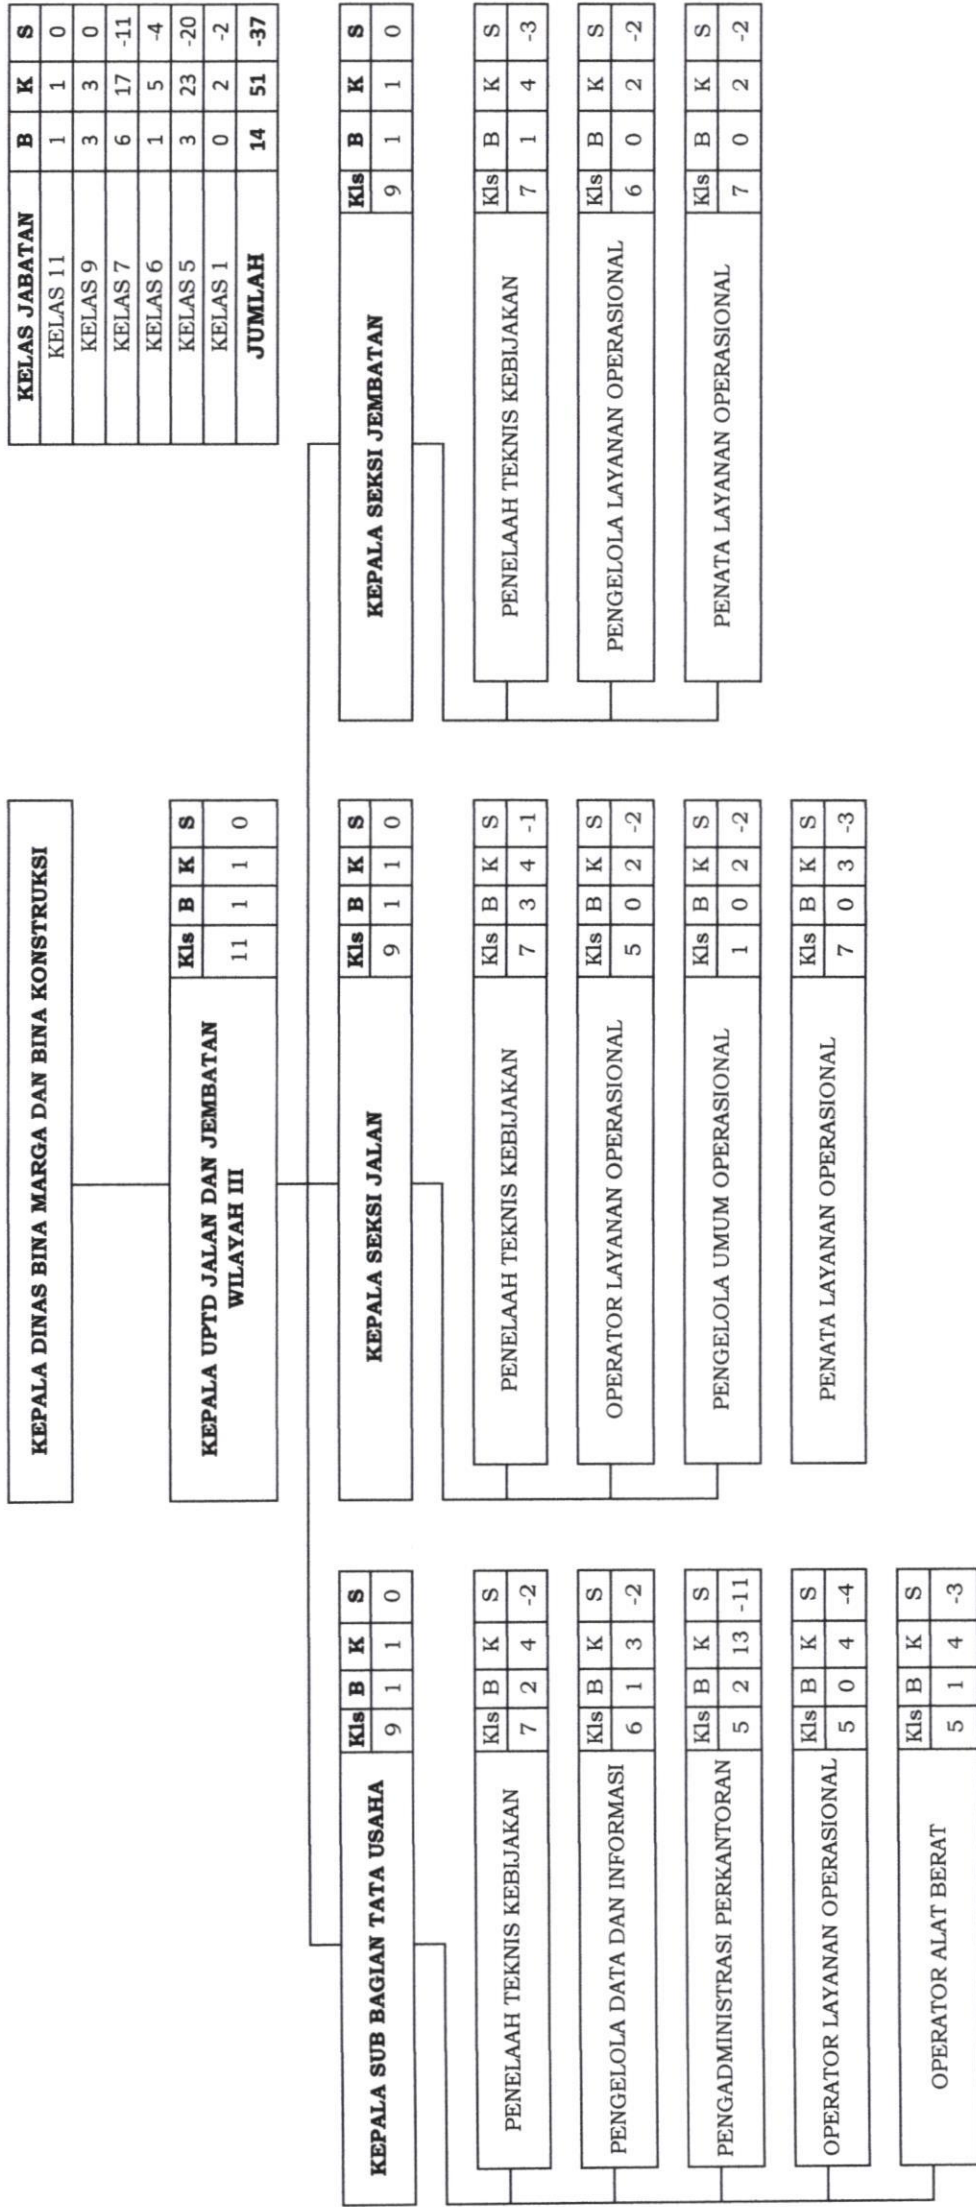 KEPALA DINAS BINA MARGA DAN BINA KONSTRUKSI
KELAS JABATAN B K S
KELAS 11 1 1 0
KELAS 9 3 3 0
KELAS 7 6 17 -11
KELAS 6 1 5 -4
KELAS 5 3 23 -20
KELAS 1 0 2 -2
JUMLAH 14 51 -37
KEPALA UPTD JALAN DAN JEMBATAN
WILAYAH III
Kls B K S
11 1 1 0
KEPALA SUB BAGIAN TATA USAHA
Kls B K S
9 1 1 0
PENELAAH TEKNIS KEBIJAKAN
Kls B K S
7 2 4 -2
PENGELOLA DATA DAN INFORMASI
Kls B K S
6 1 3 -2
PENGADMINISTRASI PERKANTORAN
Kls B K S
5 2 13 -11
OPERATOR LAYANAN OPERASIONAL
Kls B K S
5 0 4 -4
OPERATOR ALAT BERAT
Kls B K S
5 1 4 -3
KEPALA SEKSI JALAN
Kls B K S
9 1 1 0
PENELAAH TEKNIS KEBIJAKAN
Kls B K S
7 3 4 -1
OPERATOR LAYANAN OPERASIONAL
Kls B K S
5 0 2 -2
PENGELOLA UMUM OPERASIONAL
Kls B K S
1 0 2 -2
PENATA LAYANAN OPERASIONAL
Kls B K S
7 0 3 -3
KEPALA SEKSI JEMBATAN
Kls B K S
9 1 1 0
PENELAAH TEKNIS KEBIJAKAN
Kls B K S
7 1 4 -3
PENGELOLA LAYANAN OPERASIONAL
Kls B K S
6 0 2 -2
PENATA LAYANAN OPERASIONAL
Kls B K S
7 0 2 -2